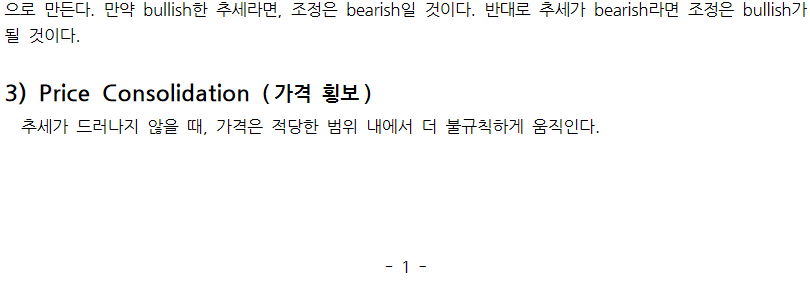 으로 만든다. 만약 bullish한 추세라면, 조정은 bearish일 것이다. 반대로 추세가 bearish라면 조정은 bullish가
될 것이다.
3) Price Consolidation (가격 횡보)
추세가 드러나지 않을 때, 가격은 적당한 범위 내에서 더 불규칙하게 움직인다.
- 1 -